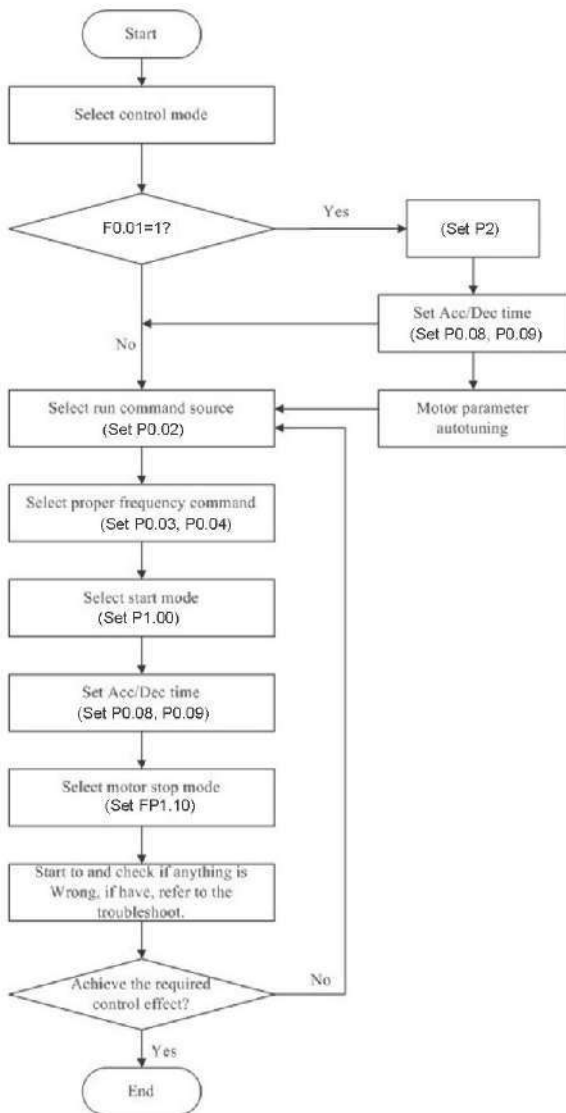 Start
Select control mode
F0.01=1?
Yes
(Set P2)
Set Acc/Dec time
(Set P0.08, P0.09)
No
Select run command source
(Set P0.02)
Motor parameter
autotuning
Select proper frequency command
(Set P0.03, P0.04)
Select start mode
(Set P1.00)
Set Acc/Dec time
(Set P0.08, P0.09)
Select motor stop mode
(Set FP1.10)
Start to and check if anything is
Wrong, if have, refer to the
troubleshoot.
Achieve the required
control effect?
No
Yes
End